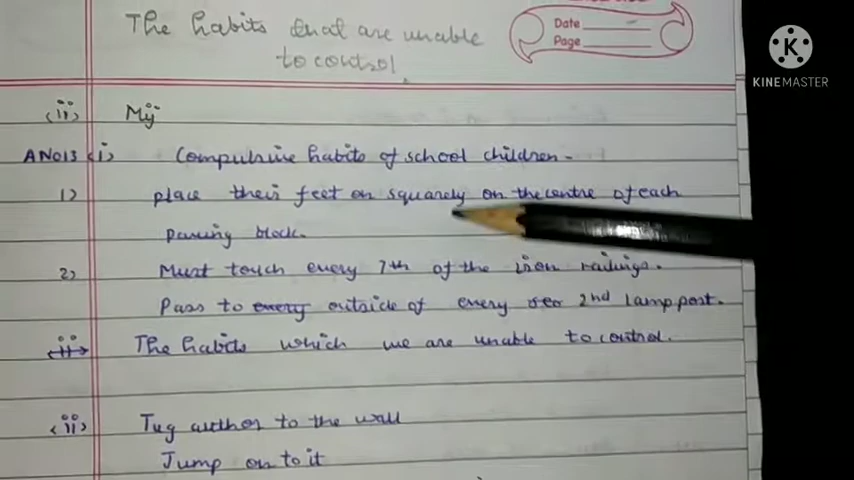 The habits that are unable
to control.
Date
Page
KINEMASTER
(ii) My
ANO13 (i) Compulsive habits of school children.
1) place their feet on squarely on the centre of each
paving block.
2) Must touch every 7th of the iron railings.
Pass to every outside of every 2nd lamp post.
(ii) The habits which we are unable to control.
(ii) Tug author to the wall
Jump on to it